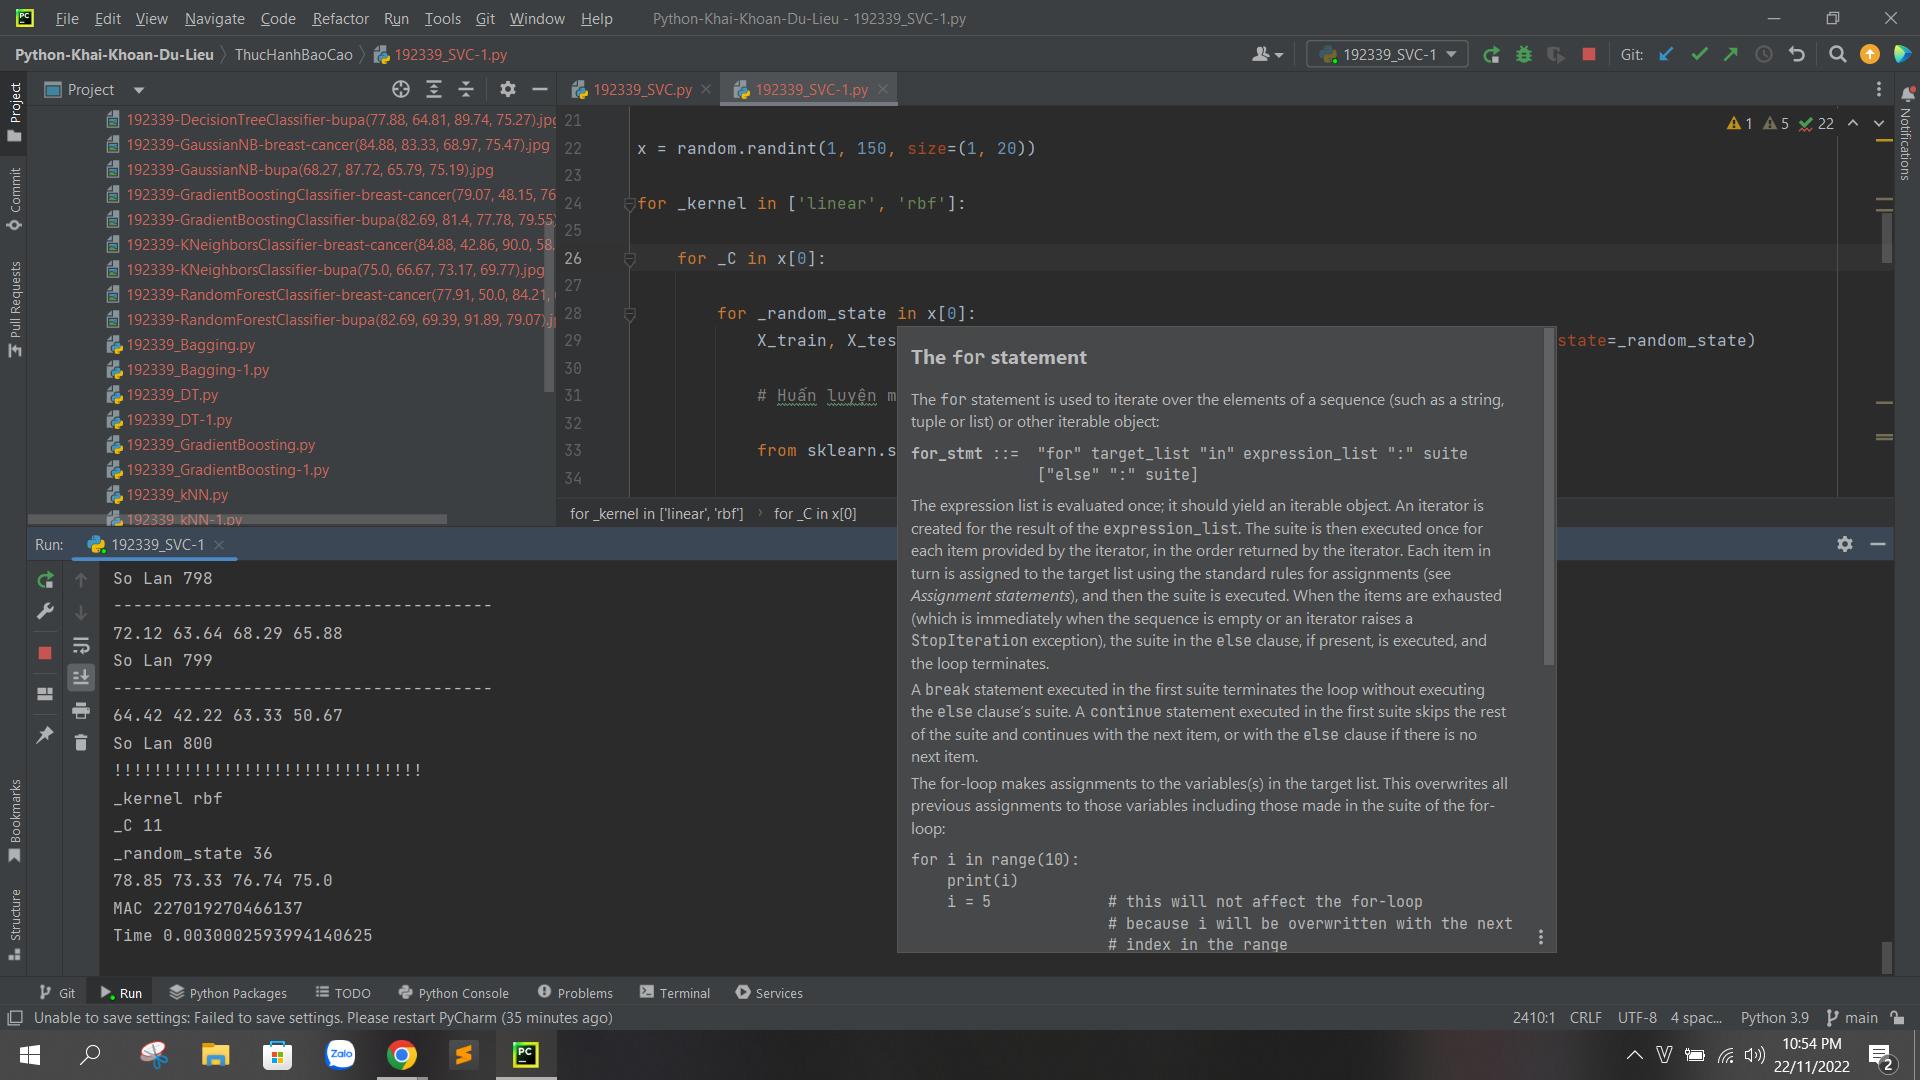 File Edit View Navigate Code Refactor Run Tools Git Window Help Python-Khai-Khoan-Du-Lieu - 192339_SVC-1.py
Python-Khai-Khoan-Du-Lieu ThucHanhBaoCao 192339_SVC-1.py 192339_SVC-1 Git:
Project
192339-DecisionTreeClassifier-bupa(77.88, 64.81, 89.74, 75.27).jpg
192339-GaussianNB-breast-cancer(84.88, 83.33, 68.97, 75.47).jpg
192339-GaussianNB-bupa(68.27, 87.72, 65.79, 75.19).jpg
192339-GradientBoostingClassifier-breast-cancer(79.07, 48.15, 76
192339-GradientBoostingClassifier-bupa(82.69, 81.4, 77.78, 79.55)
192339-KNeighborsClassifier-breast-cancer(84.88, 42.86, 90.0, 58.
192339-KNeighborsClassifier-bupa(75.0, 66.67, 73.17, 69.77).jpg
192339-RandomForestClassifier-breast-cancer(77.91, 50.0, 84.21,
192339-RandomForestClassifier-bupa(82.69, 69.39, 91.89, 79.07).j
192339_Bagging.py
192339_Bagging-1.py
192339_DT.py
192339_DT-1.py
192339_GradientBoosting.py
192339_GradientBoosting-1.py
192339_kNN.py
192339_kNN-1.py
Project
Commit
Pull Requests
Bookmarks
Structure
192339_SVC.py 192339_SVC-1.py
Notifications
1 5 22
21
22 x = random.randint(1, 150, size=(1, 20))
23
24 for _kernel in ['linear', 'rbf']:
25
26 for _C in x[0]:
27
28 for _random_state in x[0]:
29 X_train, X_tes state=_random_state)
30
31 # Huấn luyện m
32
33 from sklearn.s
34
for _kernel in ['linear', 'rbf'] for _C in x[0]
The for statement
The for statement is used to iterate over the elements of a sequence (such as a string,
tuple or list) or other iterable object:
for_stmt ::= "for" target_list "in" expression_list ":" suite
["else" ":" suite]
The expression list is evaluated once; it should yield an iterable object. An iterator is
created for the result of the expression_list. The suite is then executed once for
each item provided by the iterator, in the order returned by the iterator. Each item in
turn is assigned to the target list using the standard rules for assignments (see
Assignment statements), and then the suite is executed. When the items are exhausted
(which is immediately when the sequence is empty or an iterator raises a
StopIteration exception), the suite in the else clause, if present, is executed, and
the loop terminates.
A break statement executed in the first suite terminates the loop without executing
the else clause's suite. A continue statement executed in the first suite skips the rest
of the suite and continues with the next item, or with the else clause if there is no
next item.
The for-loop makes assignments to the variables(s) in the target list. This overwrites all
previous assignments to those variables including those made in the suite of the for-
loop:
for i in range(10):
print(i)
i = 5 # this will not affect the for-loop
# because i will be overwritten with the next
# index in the range
Run: 192339_SVC-1
So Lan 798
--------------------------------------
72.12 63.64 68.29 65.88
So Lan 799
--------------------------------------
64.42 42.22 63.33 50.67
So Lan 800
!!!!!!!!!!!!!!!!!!!!!!!!!!!!!!!
_kernel rbf
_C 11
_random_state 36
78.85 73.33 76.74 75.0
MAC 227019270466137
Time 0.0030002593994140625
Git Run Python Packages TODO Python Console Problems Terminal Services
Unable to save settings: Failed to save settings. Please restart PyCharm (35 minutes ago) 2410:1 CRLF UTF-8 4 spac... Python 3.9 main
Zalo
10:54 PM
22/11/2022
2